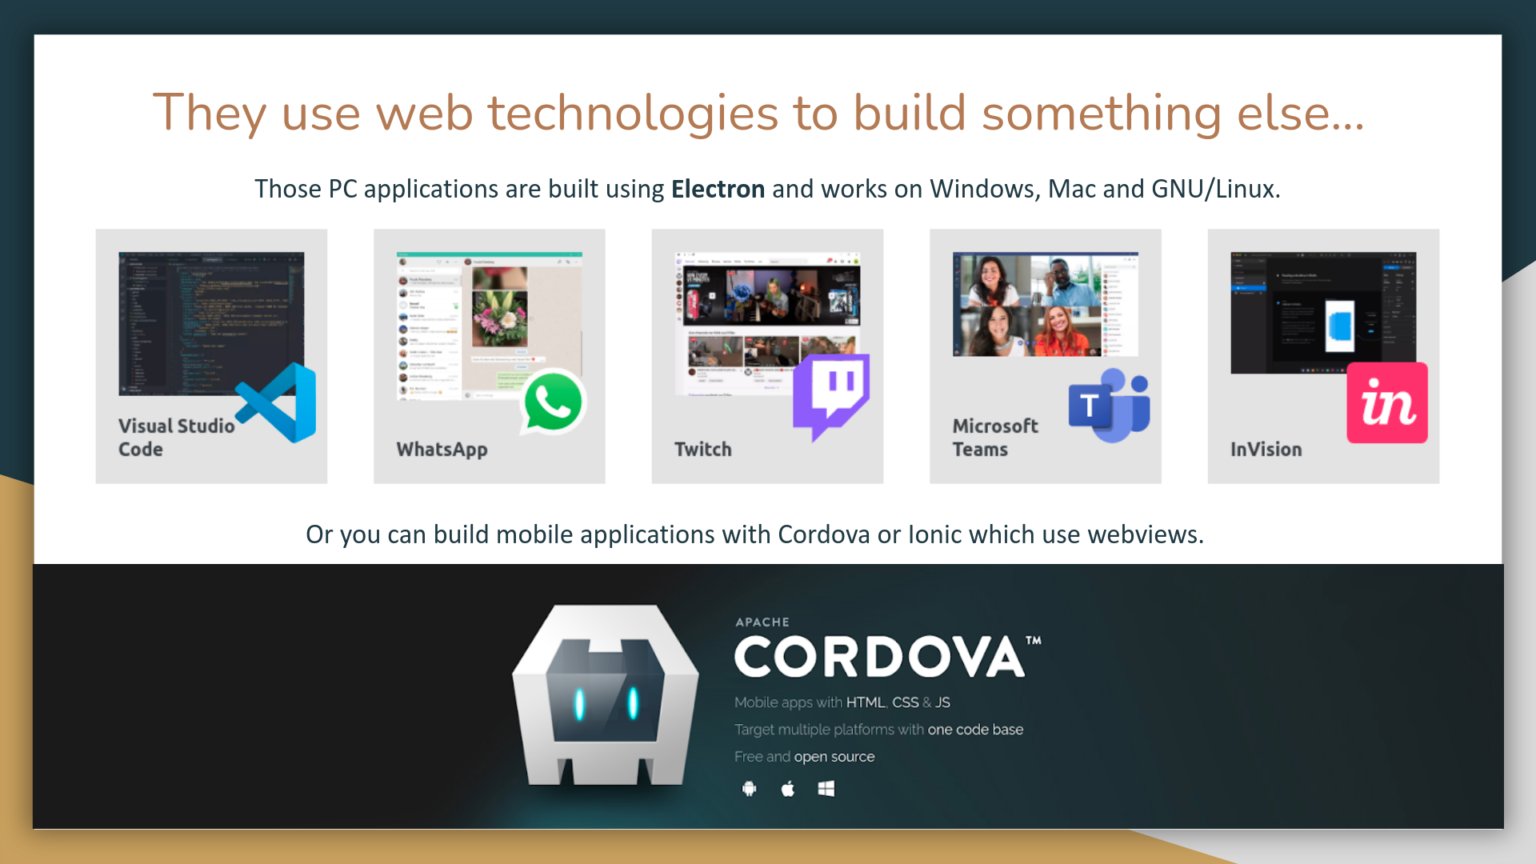 They use web technologies to build something else...
Those PC applications are built using Electron and works on Windows, Mac and GNU/Linux.
Visual Studio
Code
WhatsApp
Twitch
T
Microsoft
Teams
in
InVision
Or you can build mobile applications with Cordova or Ionic which use webviews.
APACHE
CORDOVA™
Mobile apps with HTML, CSS & JS
Target multiple platforms with one code base
Free and open source